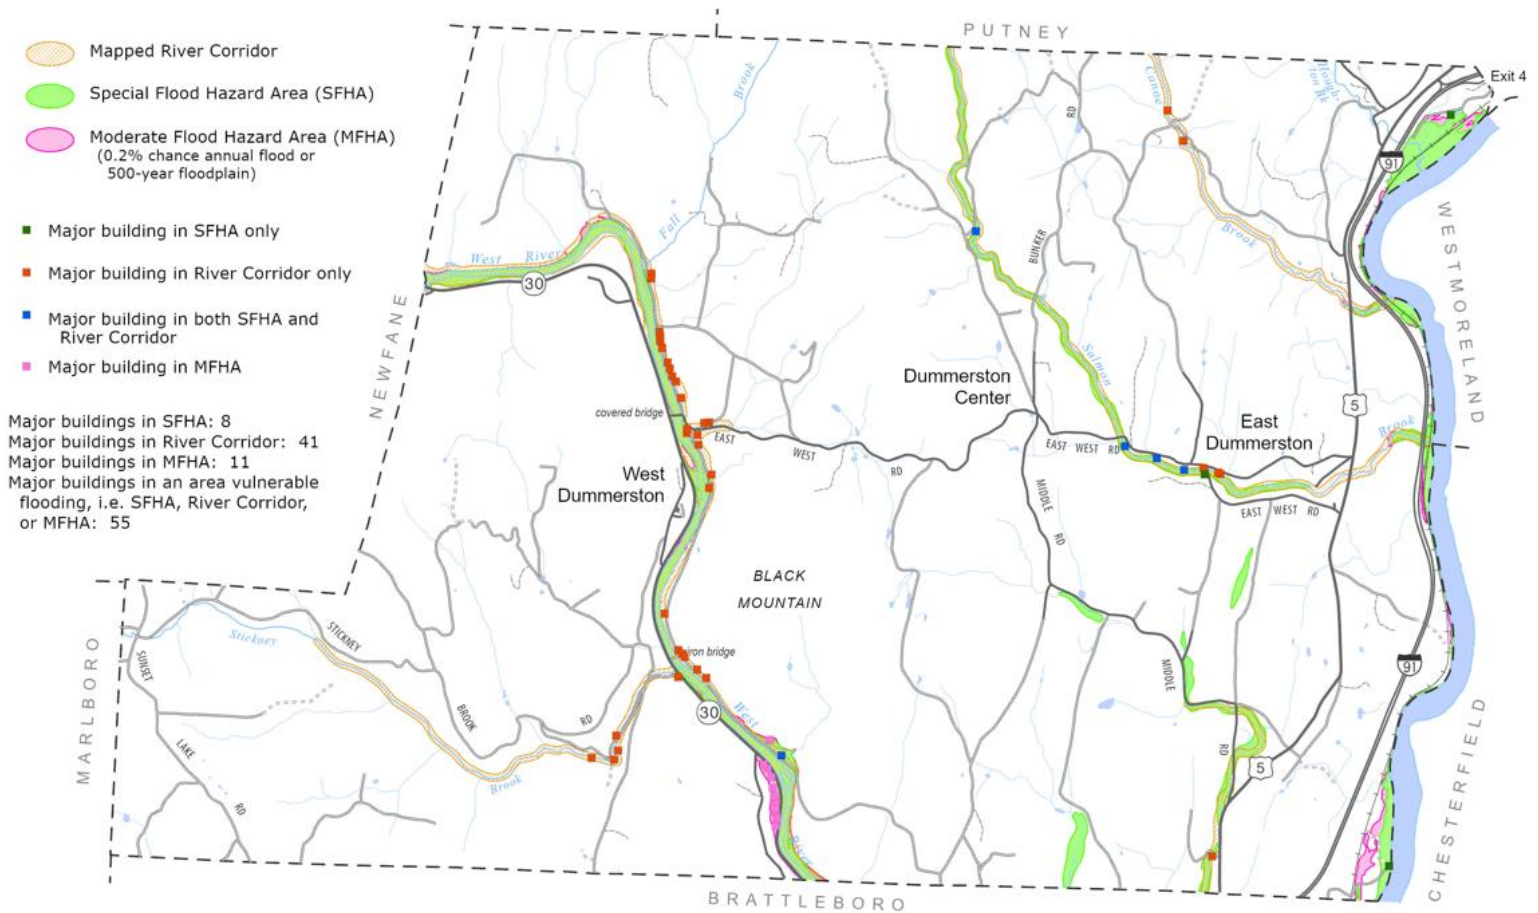 Mapped River Corridor
Special Flood Hazard Area (SFHA)
Moderate Flood Hazard Area (MFHA)
(0.2% chance annual flood or
500-year floodplain)
Major building in SFHA only
Major building in River Corridor only
Major building in both SFHA and
River Corridor
Major building in MFHA
Major buildings in SFHA: 8
Major buildings in River Corridor: 41
Major buildings in MFHA: 11
Major buildings in an area vulnerable
flooding, i.e. SFHA, River Corridor,
or MFHA: 55
PUTNEY
Exit 4
91
WESTMORELAND
NEWFANE
Brook
Fall
West River
30
Canoe
Brook
RD
BUNKER
Salmon
Brook
Dummerston
Center
East
Dummerston
5
covered bridge
EAST WEST RD
EAST WEST RD
EAST WEST RD
West
Dummerston
MIDDLE
RD
BLACK
MOUNTAIN
iron bridge
MARLBORO
Stickney
STICKNEY
SUNSET
LAKE
RD
BROOK
RD
Brook
30
West
River
MIDDLE
RD
5
91
CHESTERFIELD
BRATTLEBORO